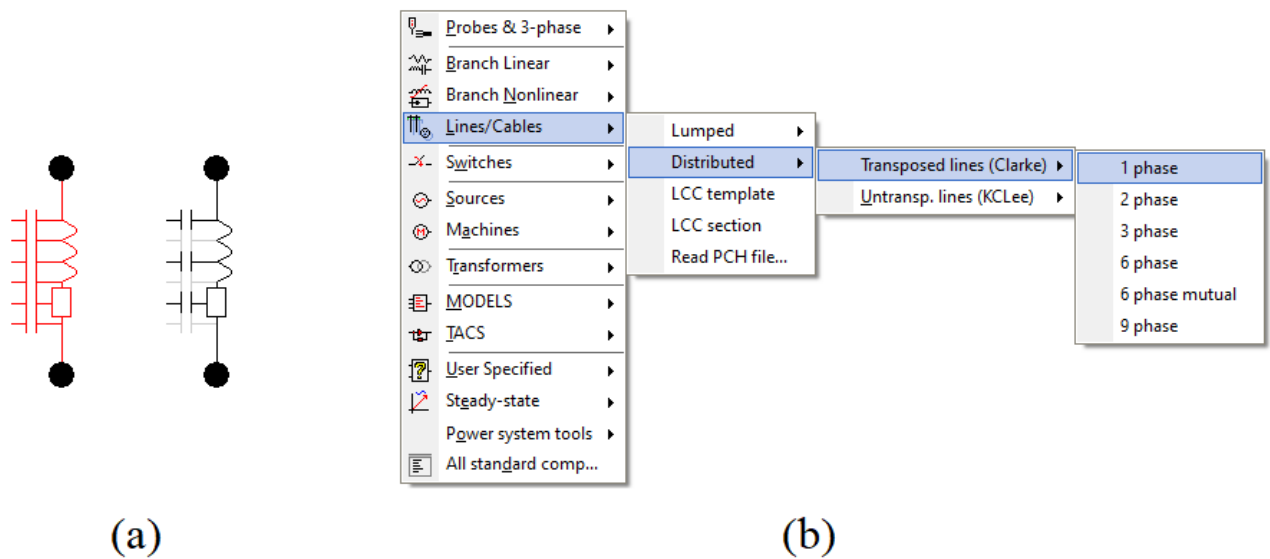 Probes & 3-phase
Branch Linear
Branch Nonlinear
Lines/Cables
Switches
Sources
Machines
Transformers
MODELS
TACS
User Specified
Steady-state
Power system tools
All standard comp...
Lumped
Distributed
LCC template
LCC section
Read PCH file...
Transposed lines (Clarke)
Untransp. lines (KCLee)
1 phase
2 phase
3 phase
6 phase
6 phase mutual
9 phase
(a)
(b)